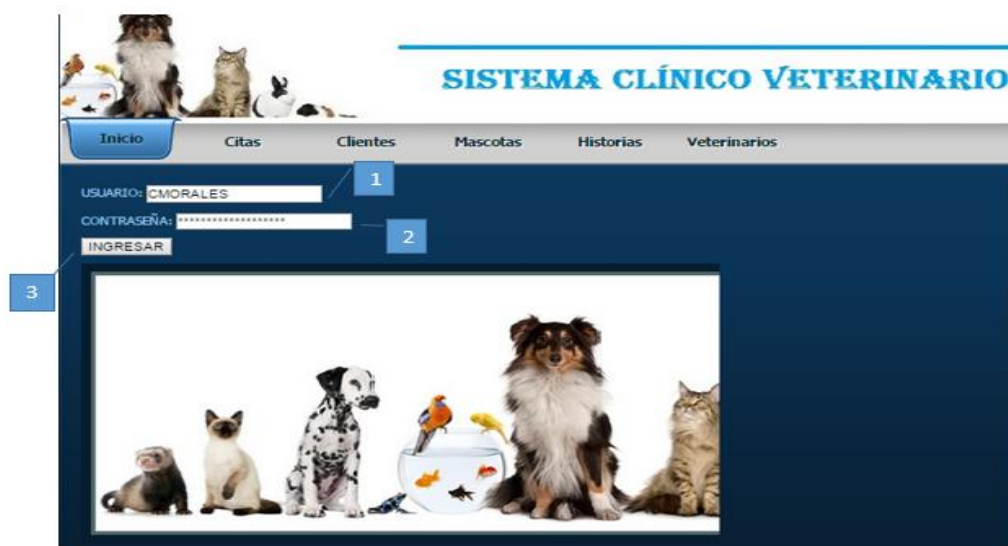 SISTEMA CLÍNICO VETERINARIO
Inicio Citas Clientes Mascotas Historias Veterinarios
1
USUARIO: CMORALES
CONTRASEÑA: *******************
2
INGRESAR
3